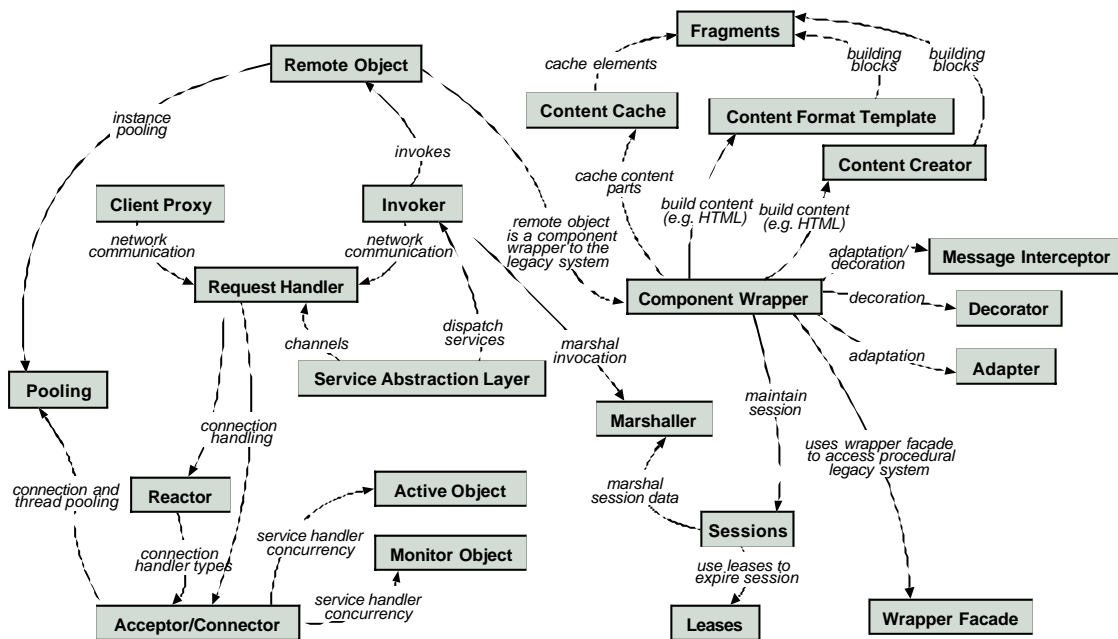 Fragments
Remote Object
cache elements
building
blocks
building
blocks
Content Cache
Content Format Template
instance
pooling
invokes
Content Creator
cache content
parts
build content
(e.g. HTML)
build content
(e.g. HTML)
Client Proxy
Invoker
remote object
is a component
wrapper to the
legacy system
network
communication
network
communication
adaptation/
decoration
Message Interceptor
Request Handler
Component Wrapper
decoration
Decorator
channels
dispatch
services
marshal
invocation
adaptation
Adapter
Pooling
Service Abstraction Layer
maintain
session
Marshaller
connection
handling
uses wrapper facade
to access procedural
legacy system
connection and
thread pooling
Reactor
Active Object
marshal
session data
service handler
concurrency
Sessions
Monitor Object
connection
handler types
use leases to
expire session
service handler
concurrency
Acceptor/Connector
Leases
Wrapper Facade